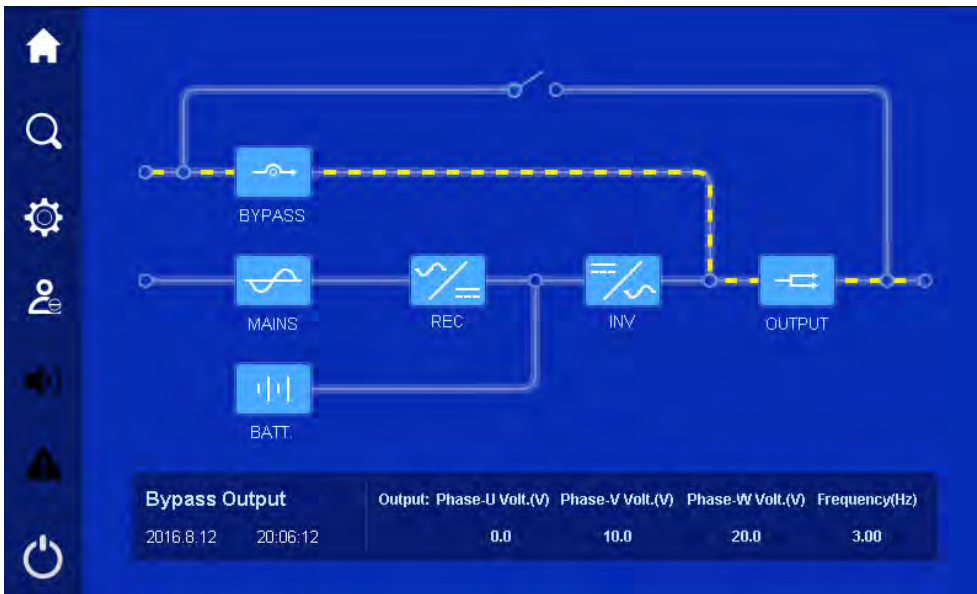 BYPASS
MAINS
REC
INV
OUTPUT
BATT.
Bypass Output
2016.8.12 20:06:12
Output: Phase-U Volt.(V) Phase-V Volt.(V) Phase-W Volt.(V) Frequency(Hz)
0.0 10.0 20.0 3.00